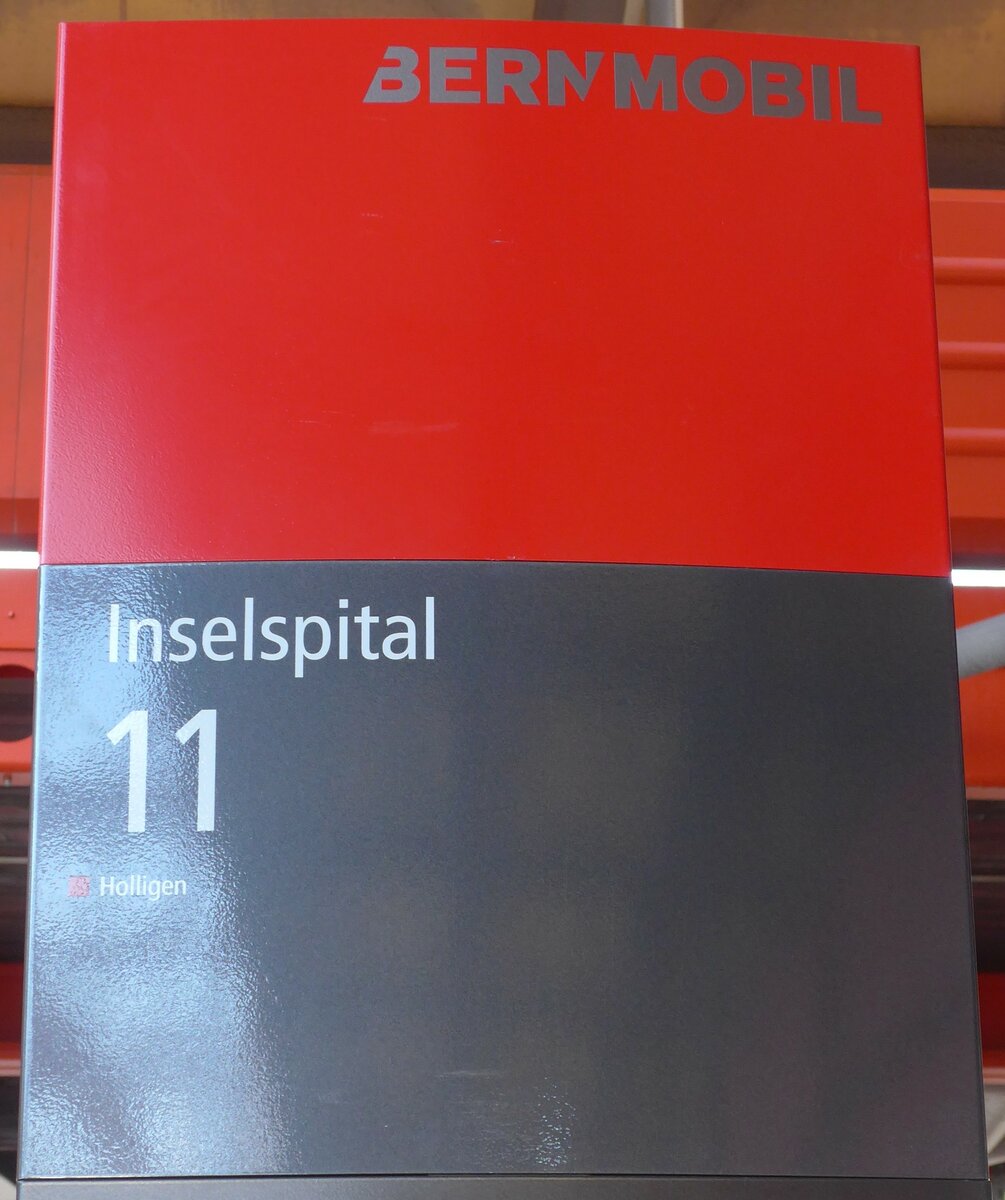 BERNMOBIL
Inselspital
11
Holligen